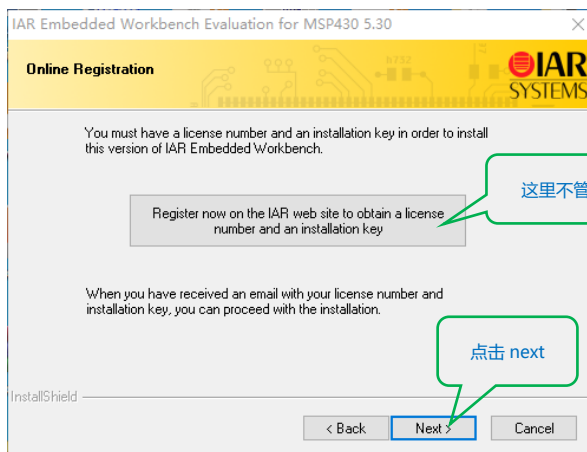 IAR Embedded Workbench Evaluation for MSP430 5.30
Online Registration
IAR
SYSTEMS
You must have a license number and an installation key in order to install
this version of IAR Embedded Workbench.
Register now on the IAR web site to obtain a license
number and an installation key
这里不管
When you have received an email with your license number and
installation key, you can proceed with the installation.
点击 next
InstallShield
< Back Next > Cancel